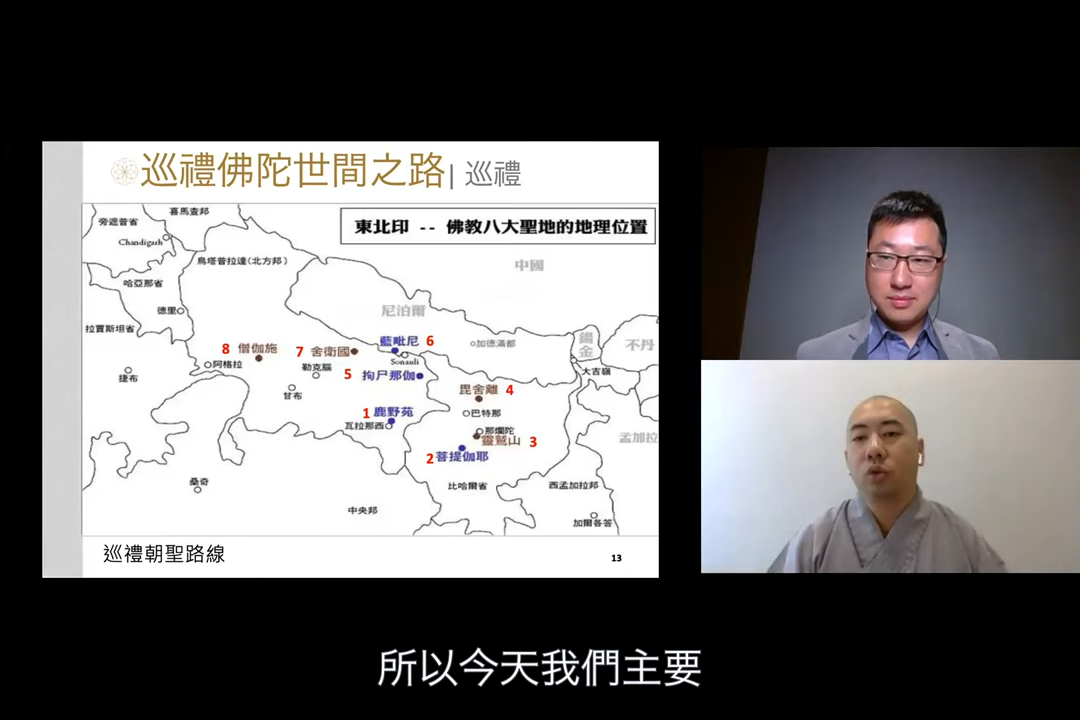 巡禮佛陀世間之路| 巡禮
東北印 -- 佛教八大聖地的地理位置
喜馬查邦
旁遮普省
Chandigarh
烏塔普拉達(北方邦)
中國
哈亞那省
德里
尼泊爾
拉賈斯坦省
藍毗尼 6
加德滿都
錫金
不丹
8 僧伽施
7 舍衛國
Sonauli
大吉嶺
阿格拉
勒克腦
5 拘尸那伽
捷布
甘布
毘舍離 4
1 鹿野苑
巴特那
瓦拉那西
那爛陀
孟加拉
靈鷲山 3
2 菩提伽耶
桑奇
比哈爾省
西孟加拉邦
中央邦
加爾各答
巡禮朝聖路線
13
所以今天我們主要